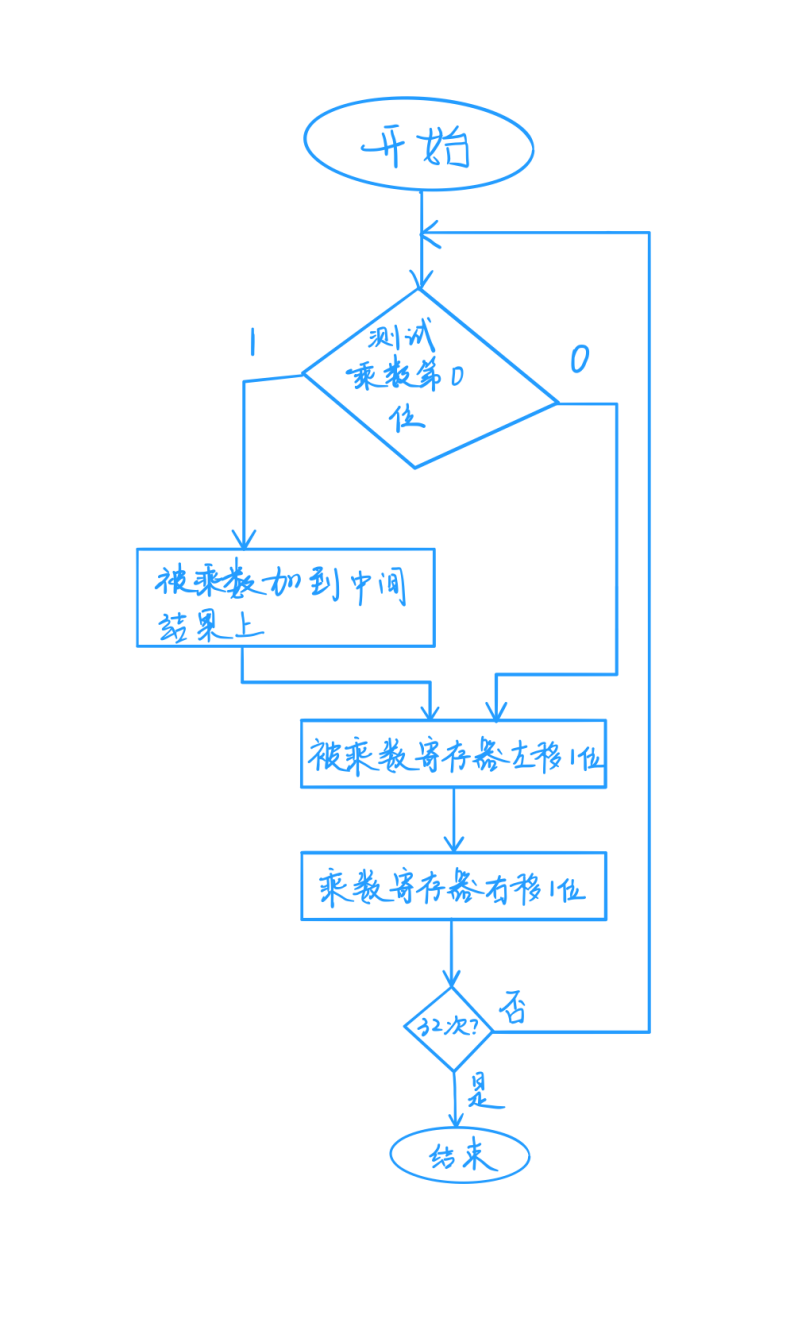 开始
1
0
测试
乘数第0
位
被乘数加到中间
结果上
被乘数寄存器左移1位
乘数寄存器右移1位
32次?
否
是
结束